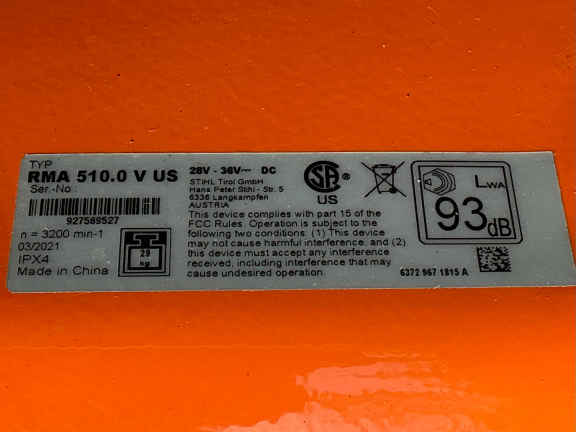 TYP
RMA 510.0 V US
Ser.-No.:
927589527
n = 3200 min-1
03/2021
IPX4
Made in China
29
kg
28V - 36V⎓ DC
STIHL Tirol GmbH
Hans Peter Stihl - Str. 5
6336 Langkampfen
AUSTRIA
This device complies with part 15 of the
FCC Rules. Operation is subject to the
following two conditions: (1) This device
may not cause harmful interference, and (2)
this device must accept any interference
received, including interference that may
cause undesired operation.
SA ®
US
LWA
93dB
6372 967 1815 A